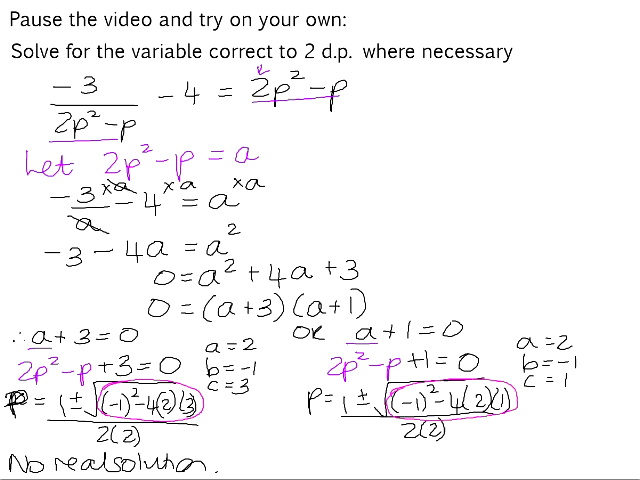 Pause the video and try on your own:
Solve for the variable correct to 2 d.p. where necessary
-3/(2p²-p) - 4 = 2p²-p
Let 2p²-p = a
-3×a/a - 4×a = a×a
-3 - 4a = a²
0 = a² + 4a + 3
0 = (a+3)(a+1)
∴ a+3=0 OR a+1=0
2p²-p+3=0 a=2 b=-1 c=3
2p²-p+1=0 a=2 b=-1 c=1
p = 1±√((-1)²-4(2)(3))/2(2)
p = 1±√((-1)²-4(2)(1))/2(2)
No real solution.